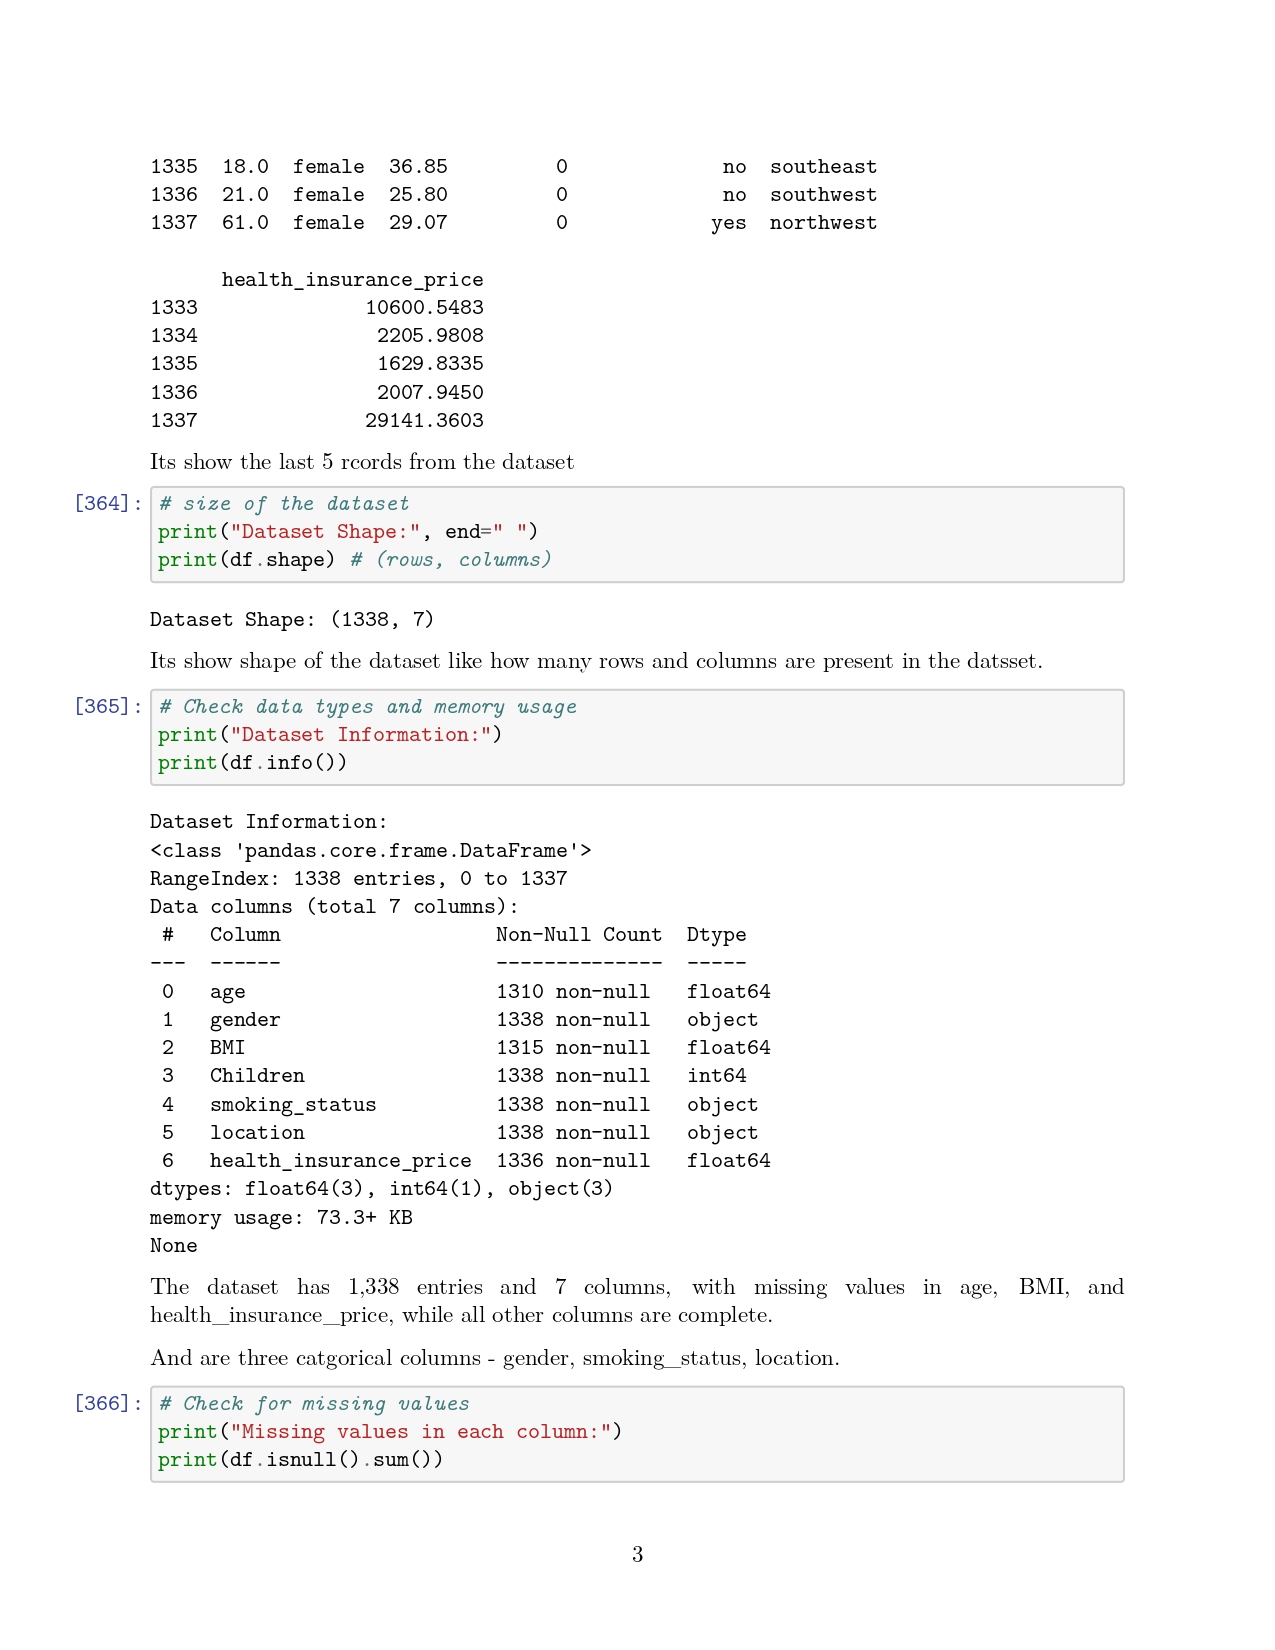 1335  18.0  female  36.85         0             no  southeast
1336  21.0  female  25.80         0             no  southwest
1337  61.0  female  29.07         0            yes  northwest
health_insurance_price
1333              10600.5483
1334               2205.9808
1335               1629.8335
1336               2007.9450
1337              29141.3603
Its show the last 5 rcords from the dataset
[364]: # size of the dataset
print("Dataset Shape:", end=" ")
print(df.shape) # (rows, columns)
Dataset Shape: (1338, 7)
Its show shape of the dataset like how many rows and columns are present in the datsset.
[365]: # Check data types and memory usage
print("Dataset Information:")
print(df.info())
Dataset Information:
<class 'pandas.core.frame.DataFrame'>
RangeIndex: 1338 entries, 0 to 1337
Data columns (total 7 columns):
 #   Column                  Non-Null Count  Dtype
---  ------                  --------------  -----
 0   age                     1310 non-null   float64
 1   gender                  1338 non-null   object
 2   BMI                     1315 non-null   float64
 3   Children                1338 non-null   int64
 4   smoking_status          1338 non-null   object
 5   location                1338 non-null   object
 6   health_insurance_price  1336 non-null   float64
dtypes: float64(3), int64(1), object(3)
memory usage: 73.3+ KB
None
The dataset has 1,338 entries and 7 columns, with missing values in age, BMI, and
health_insurance_price, while all other columns are complete.
And are three catgorical columns - gender, smoking_status, location.
[366]: # Check for missing values
print("Missing values in each column:")
print(df.isnull().sum())
3